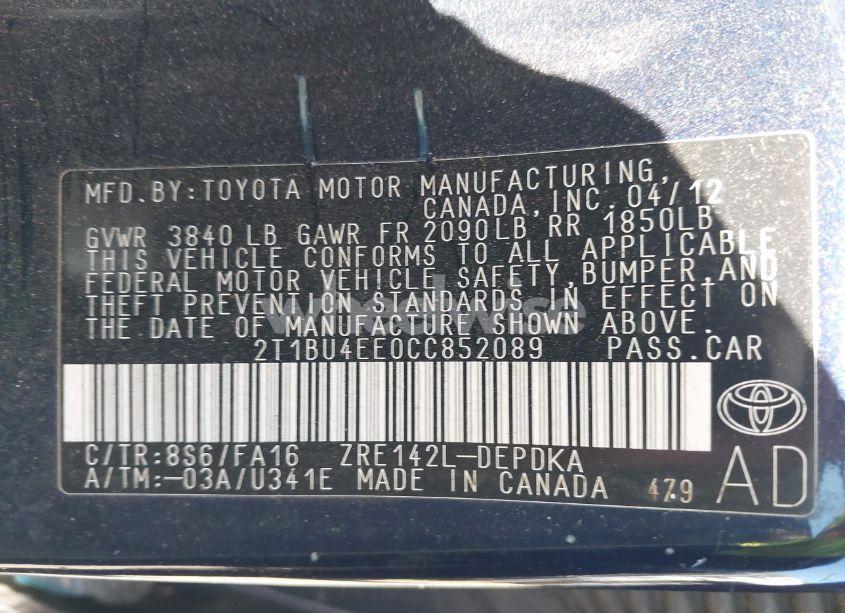 MFD.BY:TOYOTA MOTOR MANUFACTURING,
CANADA,INC. 04/12
GVWR 3840 LB GAWR FR 2090LB RR 1850LB
THIS VEHICLE CONFORMS TO ALL APPLICABLE
FEDERAL MOTOR VEHICLE SAFETY,BUMPER,AND
THEFT PREVENTION STANDARDS IN EFFECT ON
THE DATE OF MANUFACTURE SHOWN ABOVE.
2T1BU4EE0CC852089 PASS.CAR
C/TR:8S6/FA16 ZRE142L-DEPDKA
A/TM:-03A/U341E MADE IN CANADA 479
AD